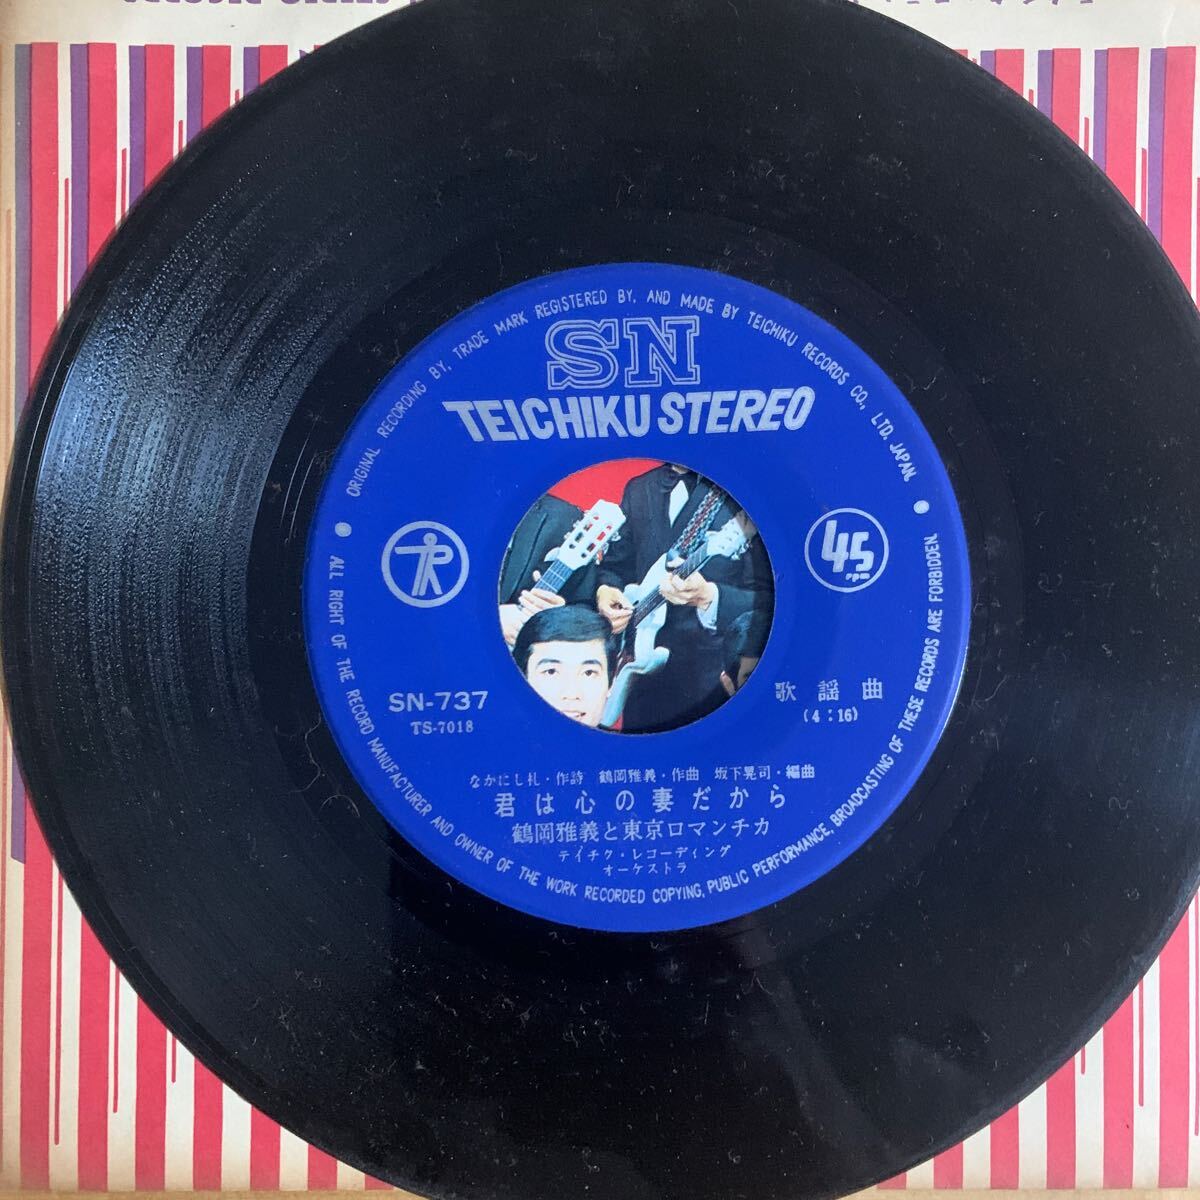 ORIGINAL RECORDING BY, TRADE MARK REGISTERED BY, AND MADE BY TEICHIKU RECORDS CO., LTD. JAPAN.
SN
TEICHIKU STEREO
45
rpm
SN-737
TS-7018
歌謡曲
(4:16)
なかにし礼・作詩 鶴岡雅義・作曲 坂下晃司・編曲
君は心の妻だから
鶴岡雅義と東京ロマンチカ
テイチク・レコーディング
オーケストラ
ALL RIGHT OF THE RECORD MANUFACTURER AND OWNER OF THE WORK RECORDED COPYING, PUBLIC PERFORMANCE, BROADCASTING OF THESE RECORDS ARE FORBIDDEN.